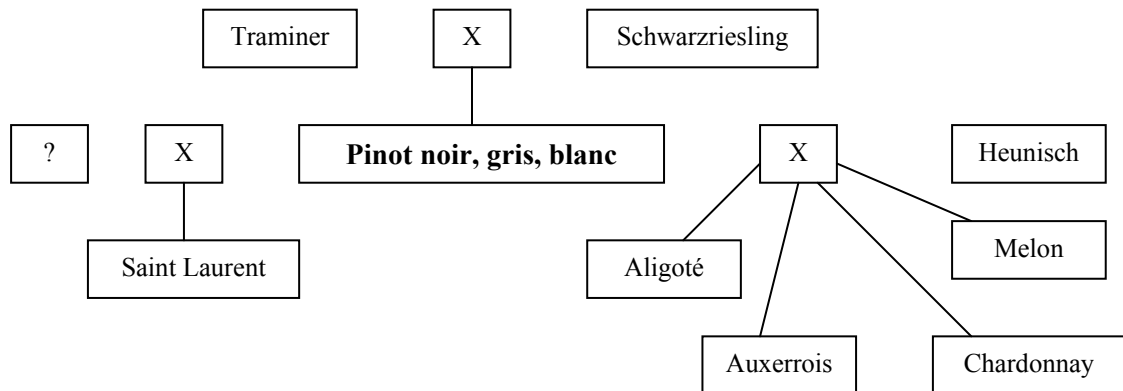 Traminer X Schwarzriesling
? X Pinot noir, gris, blanc X Heunisch
Saint Laurent Aligoté Melon
Auxerrois Chardonnay